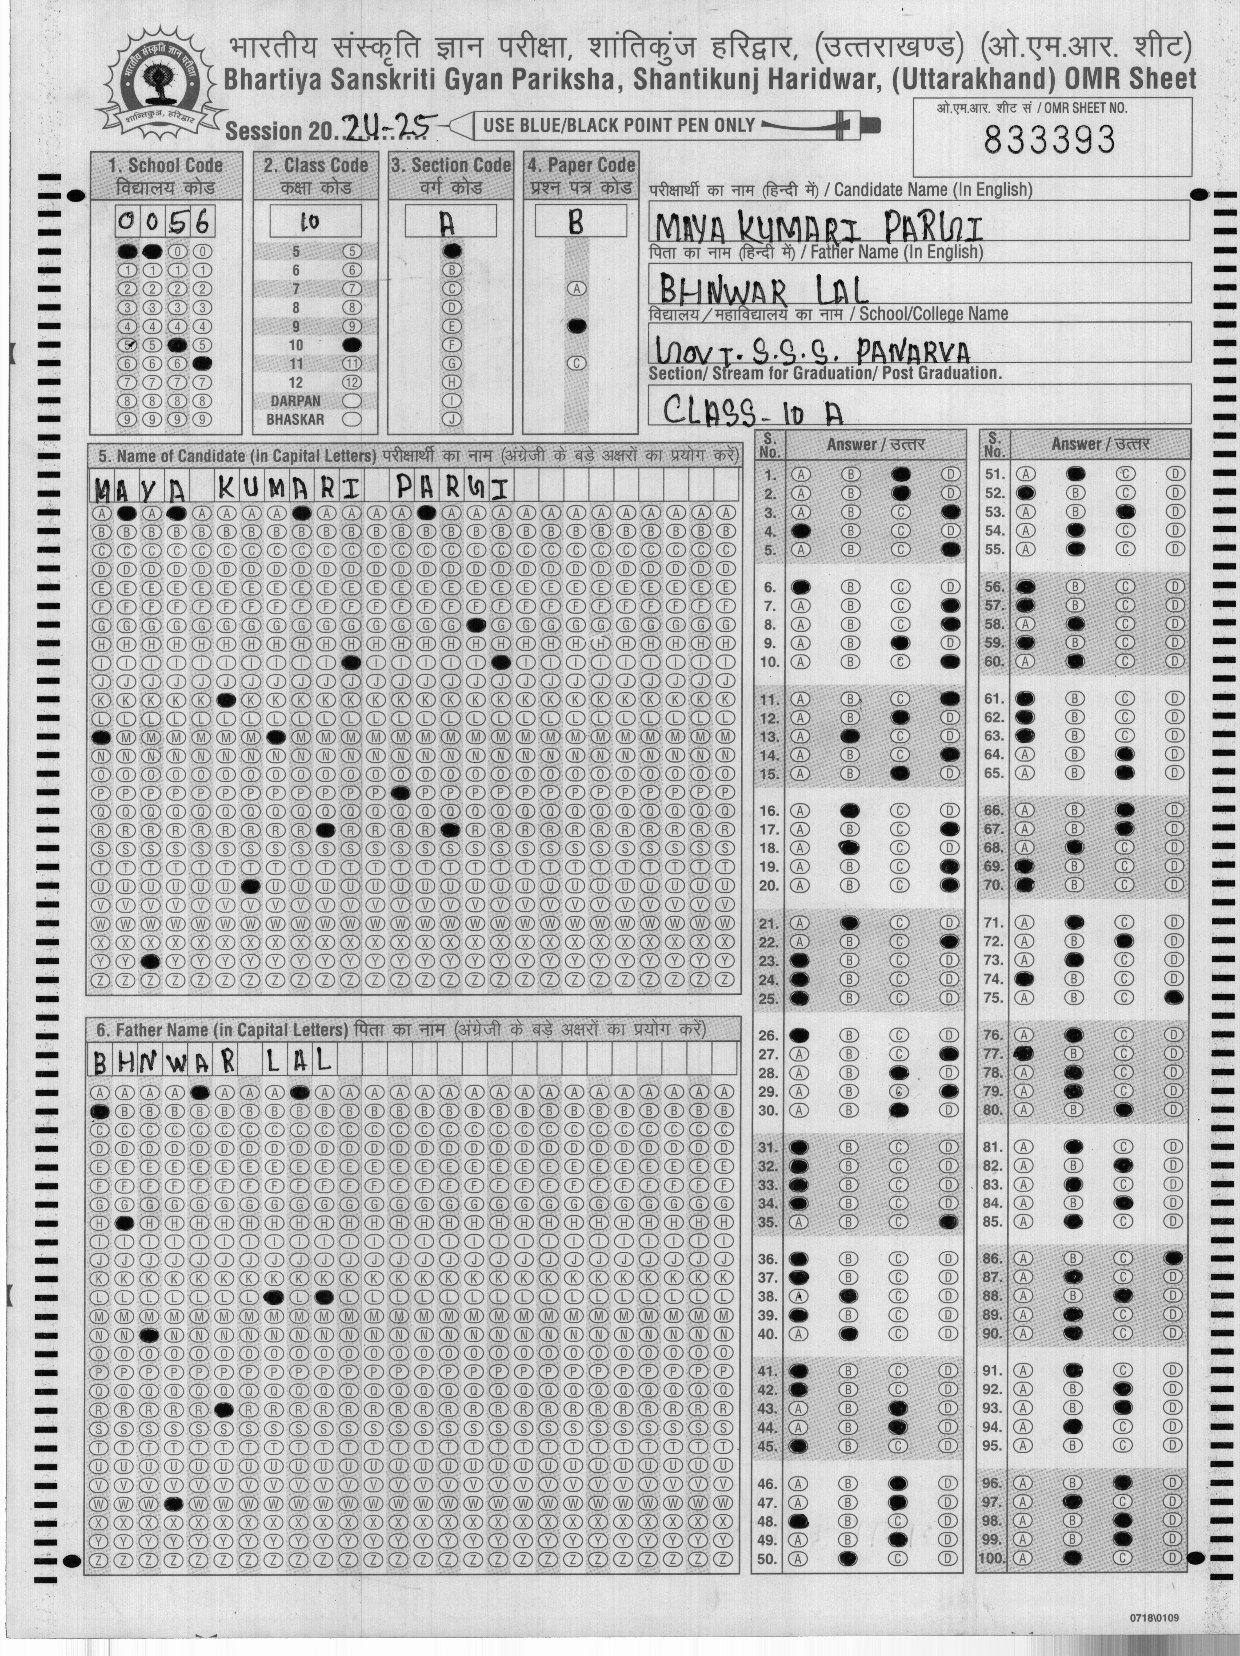 भारतीय संस्कृति ज्ञान परीक्षा, शांतिकुंज हरिद्वार, (उत्तराखण्ड) (ओ.एम.आर. शीट)
Bhartiya Sanskriti Gyan Pariksha, Shantikunj Haridwar, (Uttarakhand) OMR Sheet
Session 2024-25
USE BLUE/BLACK POINT PEN ONLY
ओ.एम.आर. शीट सं / OMR SHEET NO.
833393
1. School Code
विद्यालय कोड
0056
2. Class Code
कक्षा कोड
10
3. Section Code
वर्ग कोड
A
4. Paper Code
प्रश्न पत्र कोड
B
परीक्षार्थी का नाम (हिन्दी में) / Candidate Name (In English)
MAYA KUMARI PARGI
पिता का नाम (हिन्दी में) / Father Name (In English)
BHNWAR LAL
विद्यालय/महाविद्यालय का नाम / School/College Name
GOVT. S.S.S. PANARVA
Section/ Stream for Graduation/ Post Graduation.
CLASS-10 A
5
6
7
8
9
10
11
12
DARPAN
BHASKAR
5. Name of Candidate (in Capital Letters) परीक्षार्थी का नाम (अंग्रेजी के बड़े अक्षरों का प्रयोग करें)
MAYA KUMARI PARGI
6. Father Name (in Capital Letters) पिता का नाम (अंग्रेजी के बड़े अक्षरों का प्रयोग करें)
BHNWAR LAL
S. No.
Answer / उत्तर
S. No.
Answer / उत्तर
0718\0109